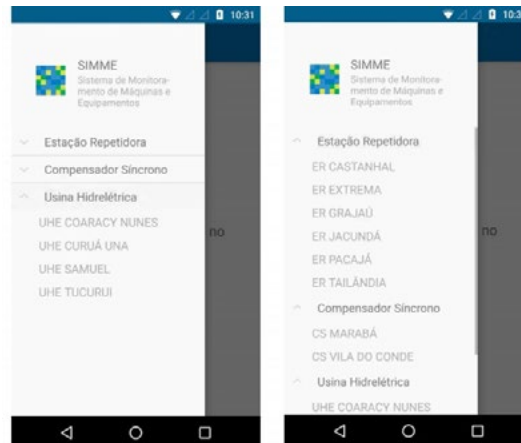 10:31
SIMME
Sistema de Monitora-
mento de Máquinas e
Equipamentos
Estação Repetidora
Compensador Síncrono
Usina Hidrelétrica
UHE COARACY NUNES
UHE CURUÁ UNA
UHE SAMUEL
UHE TUCURUI
no
10:3
SIMME
Sistema de Monitora-
mento de Máquinas e
Equipamentos
Estação Repetidora
ER CASTANHAL
ER EXTREMA
ER GRAJAÚ
ER JACUNDÁ
ER PACAJÁ
ER TAILÂNDIA
Compensador Síncrono
CS MARABÁ
CS VILA DO CONDE
Usina Hidrelétrica
UHE COARACY NUNES
no